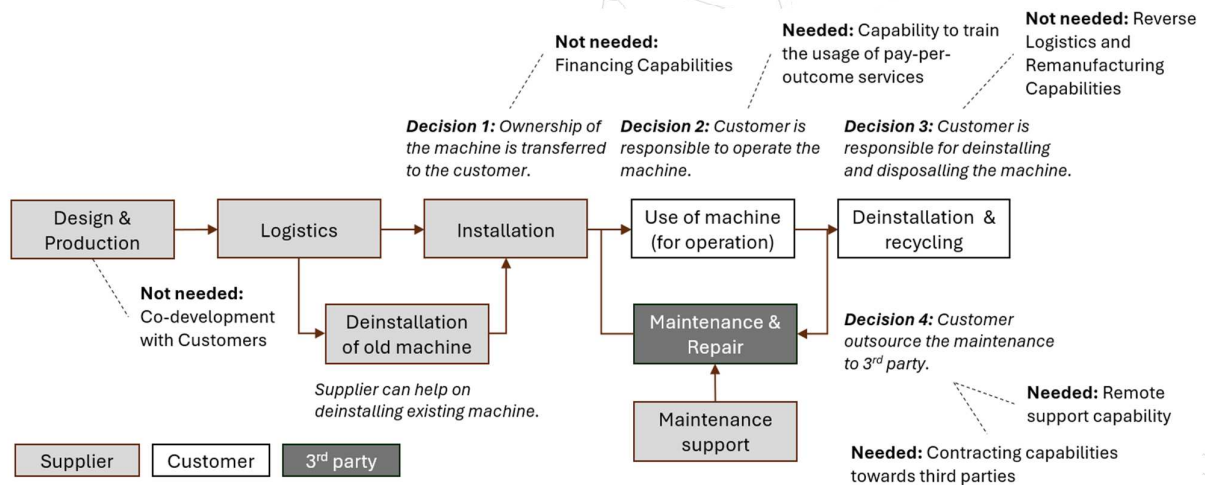 Not needed:
Financing Capabilities
Needed: Capability to train
the usage of pay-per-
outcome services
Not needed: Reverse
Logistics and
Remanufacturing
Capabilities
Decision 1: Ownership of
the machine is transferred
to the customer.
Decision 2: Customer is
responsible to operate the
machine.
Decision 3: Customer is
responsible for deinstalling
and disposalling the machine.
Design &
Production
Logistics
Installation
Use of machine
(for operation)
Deinstallation &
recycling
Not needed:
Co-development
with Customers
Deinstallation
of old machine
Maintenance &
Repair
Decision 4: Customer
outsource the maintenance
to 3rd party.
Supplier can help on
deinstalling existing machine.
Maintenance
support
Needed: Remote
support capability
Needed: Contracting capabilities
towards third parties
Supplier
Customer
3rd party